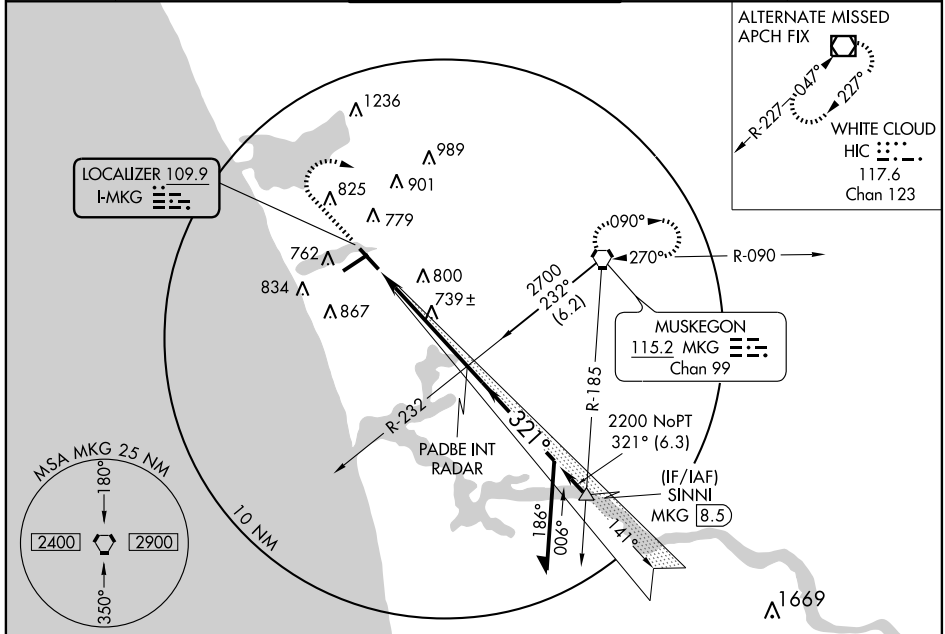 ALTERNATE MISSED
APCH FIX
047°
227°
R-227
WHITE CLOUD
HIC
117.6
Chan 123
1236
989
901
825
779
LOCALIZER 109.9
I-MKG
762
834
867
800
739 ±
090°
270°
R-090
2700
232°
(6.2)
MUSKEGON
115.2 MKG
Chan 99
R-185
R-232
PADBE INT
RADAR
321°
2200 NoPT
321° (6.3)
(IF/IAF)
SINNI
MKG 8.5
186°
006°
141°
10 NM
MSA MKG 25 NM
180°
2400
2900
350°
1669